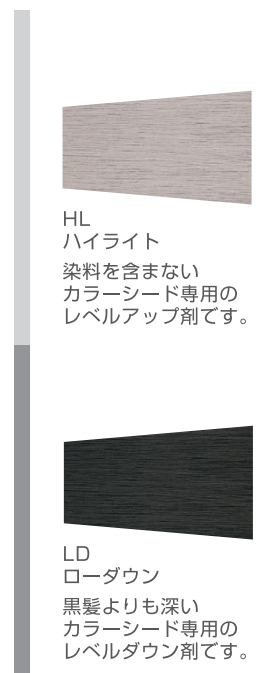 HL
ハイライト
染料を含まない
カラーシード専用の
レベルアップ剤です。
LD
ローダウン
黒髪よりも深い
カラーシード専用の
レベルダウン剤です。